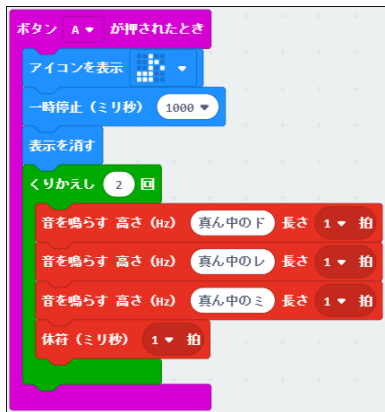 ボタン A が押されたとき
アイコンを表示
一時停止（ミリ秒） 1000
表示を消す
くりかえし 2 回
音を鳴らす 高さ（Hz） 真ん中のド 長さ 1 拍
音を鳴らす 高さ（Hz） 真ん中のレ 長さ 1 拍
音を鳴らす 高さ（Hz） 真ん中のミ 長さ 1 拍
休符（ミリ秒） 1 拍